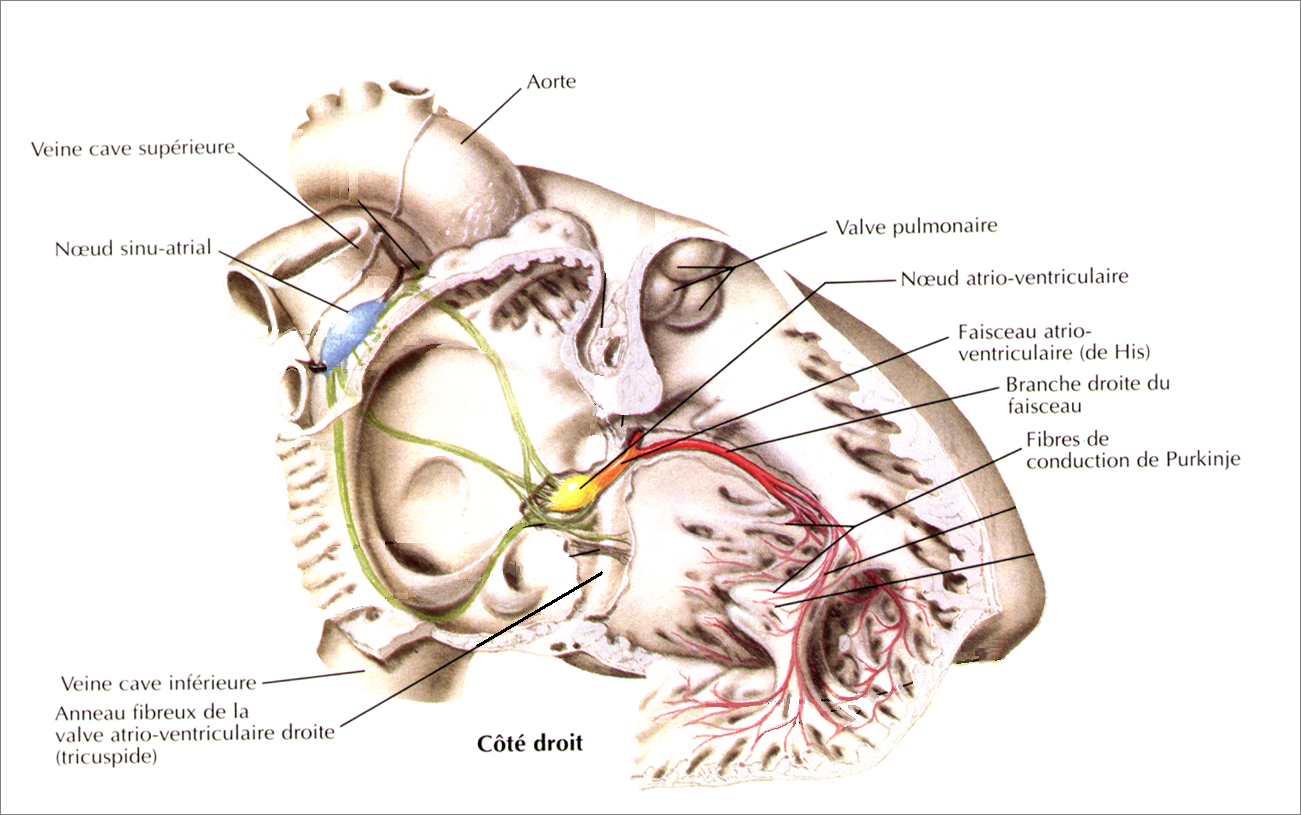 Aorte
Veine cave supérieure
Nœud sinu-atrial
Valve pulmonaire
Nœud atrio-ventriculaire
Faisceau atrio-
ventriculaire (de His)
Branche droite du
faisceau
Fibres de
conduction de Purkinje
Veine cave inférieure
Anneau fibreux de la
valve atrio-ventriculaire droite
(tricuspide)
Côté droit